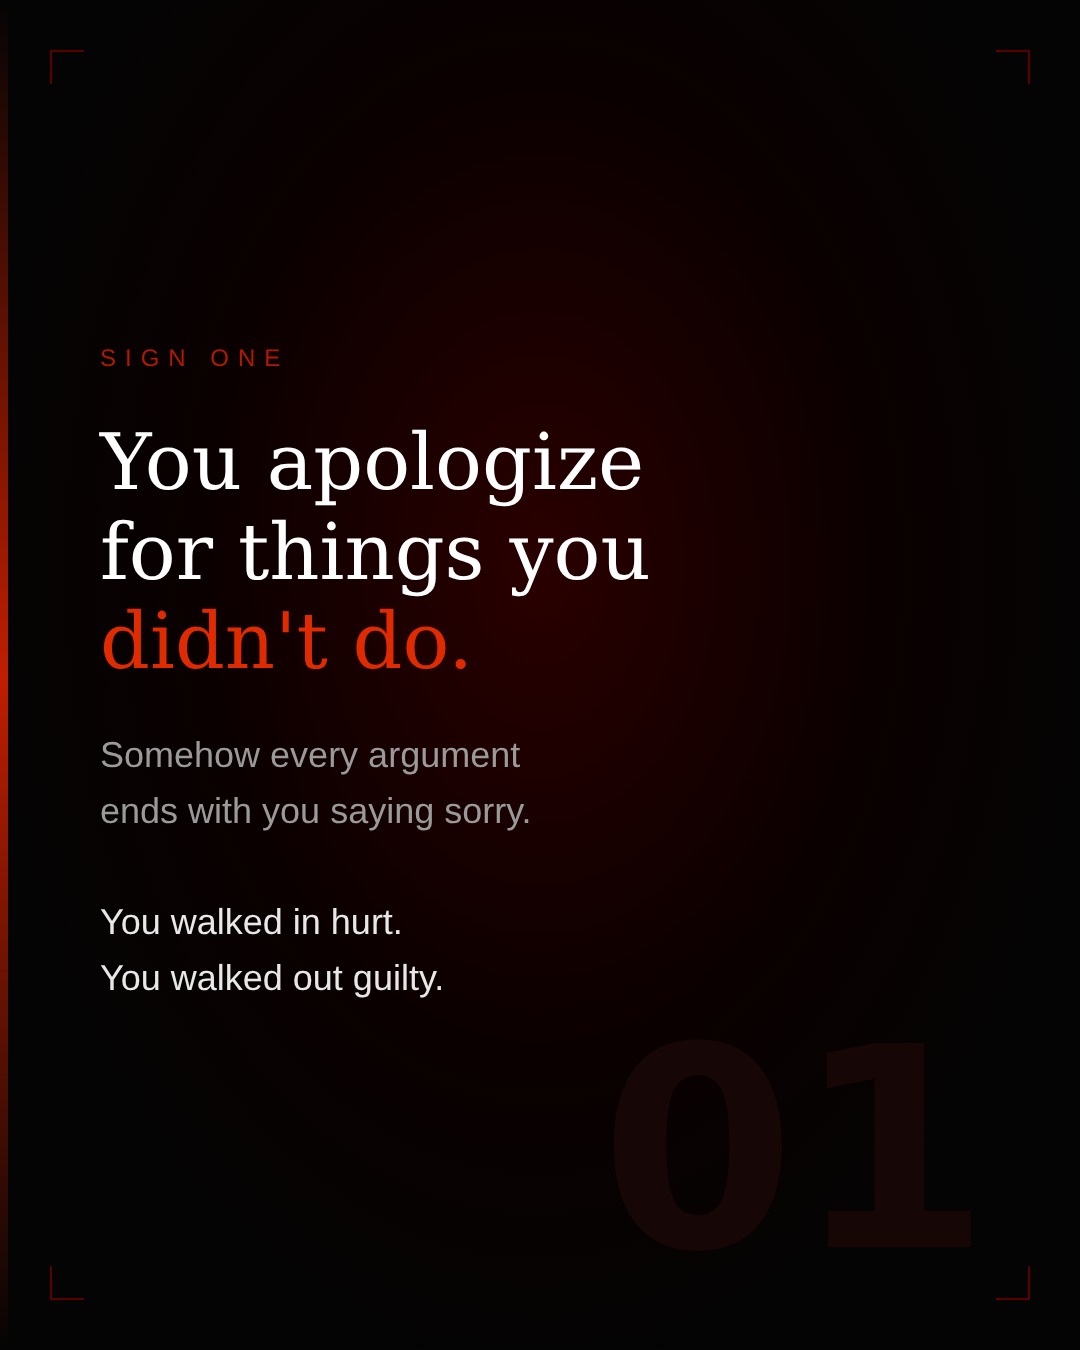 SIGN ONE
You apologize
for things you
didn't do.
Somehow every argument
ends with you saying sorry.
You walked in hurt.
You walked out guilty.
01